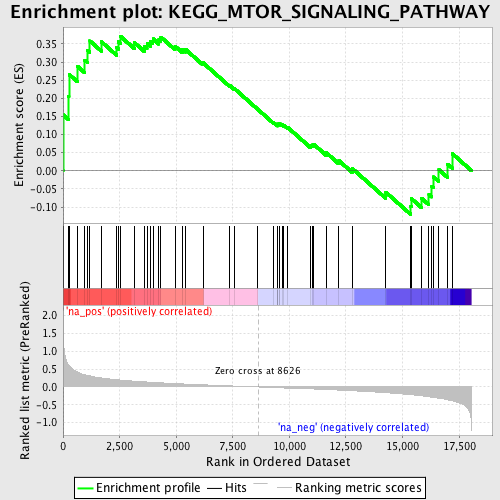 Enrichment plot: KEGG_MTOR_SIGNALING_PATHWAY
Enrichment score (ES)
0.35
0.30
0.25
0.20
0.15
0.10
0.05
0.00
-0.05
-0.10
'na_pos' (positively correlated)
Ranked list metric (PreRanked)
2.0
1.5
1.0
0.5
0.0
-0.5
-1.0
Zero cross at 8626
'na_neg' (negatively correlated)
0
2,500
5,000
7,500
10,000
12,500
15,000
17,500
Rank in Ordered Dataset
Enrichment profile
Hits
Ranking metric scores